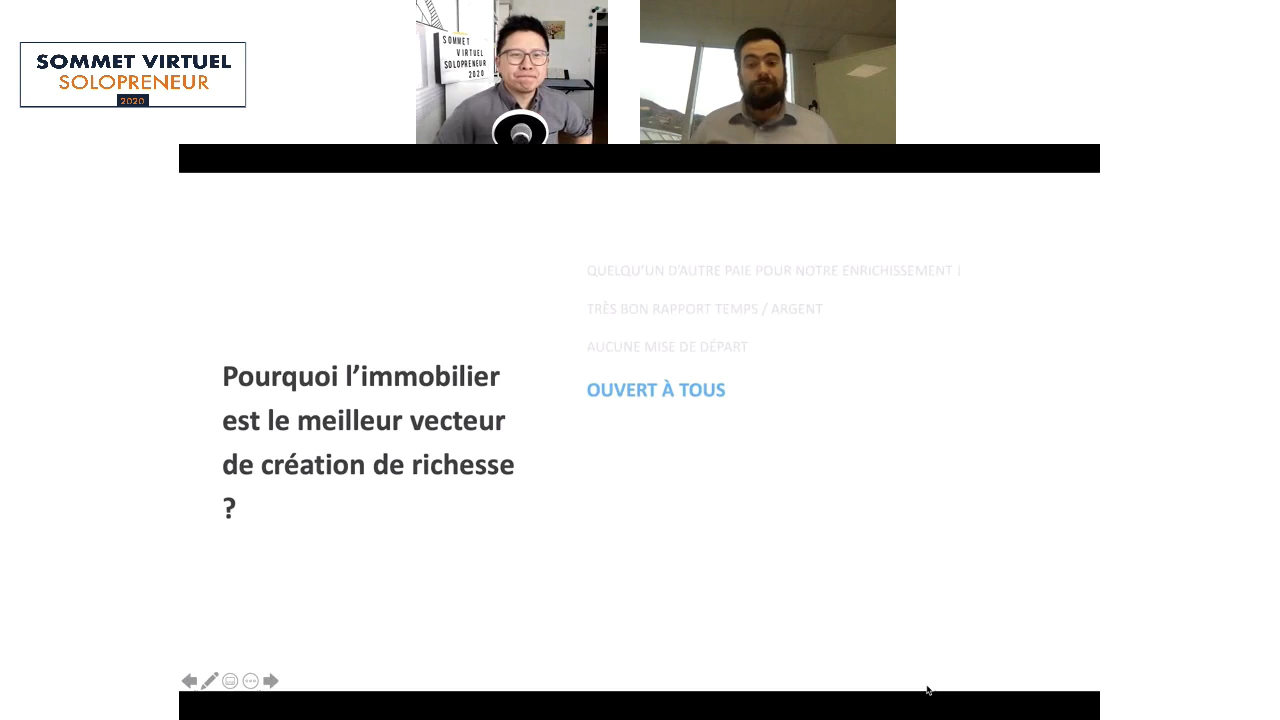 SOMMET VIRTUEL
SOLOPRENEUR
2020
SOMMET
VIRTUEL
SOLOPRENEUR
2020
QUELQU'UN D'AUTRE PAIE POUR NOTRE ENRICHISSEMENT !
TRÈS BON RAPPORT TEMPS / ARGENT
AUCUNE MISE DE DÉPART
OUVERT À TOUS
Pourquoi l’immobilier
est le meilleur vecteur
de création de richesse
?